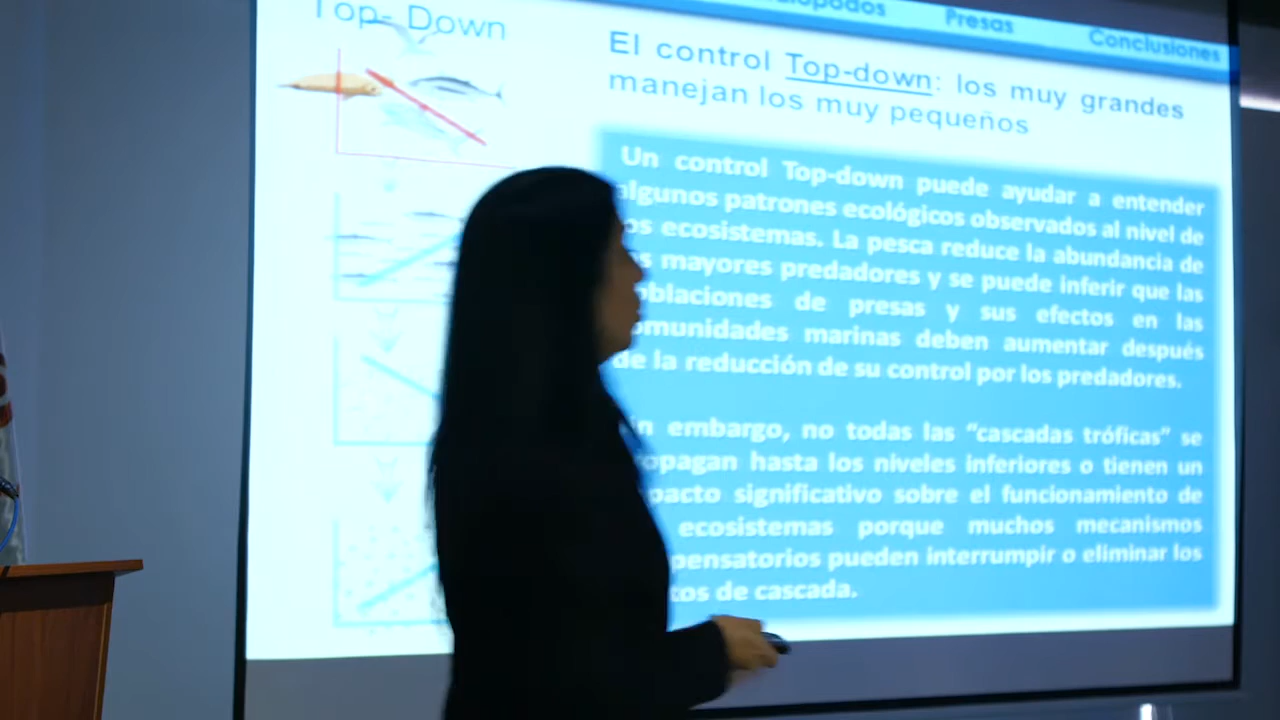 Presas Conclusiones
Top- Down
El control Top-down: los muy grandes
manejan los muy pequeños
Un control Top-down puede ayudar a entender
algunos patrones ecológicos observados al nivel de
ecosistemas. La pesca reduce la abundancia de
mayores predadores y se puede inferir que las
de presas y sus efectos en las
marinas deben aumentar después
de la reducción de su control por los predadores.
embargo, no todas las “cascadas tróficas” se
hasta los niveles inferiores o tienen un
significativo sobre el funcionamiento de
ecosistemas porque muchos mecanismos
pueden interrumpir o eliminar los
de cascada.